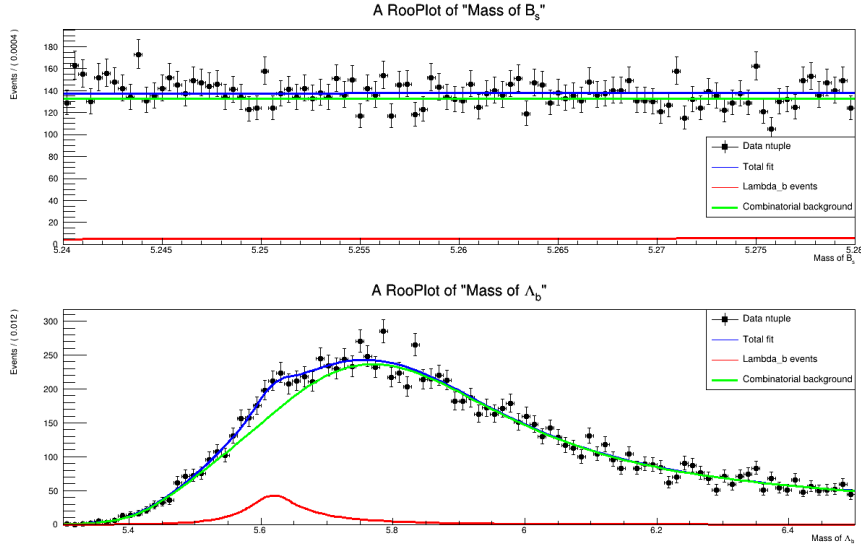 A RooPlot of "Mass of Bs"
Events / ( 0.0004 )
180
160
140
120
100
80
60
40
20
0
Data ntuple
Total fit
Lambda_b events
Combinatorial background
5.24 5.245 5.25 5.255 5.26 5.265 5.27 5.275 5.28
Mass of Bs
A RooPlot of "Mass of Λb"
Events / ( 0.012 )
300
250
200
150
100
50
0
Data ntuple
Total fit
Lambda_b events
Combinatorial background
5.4 5.6 5.8 6 6.2 6.4
Mass of Λb